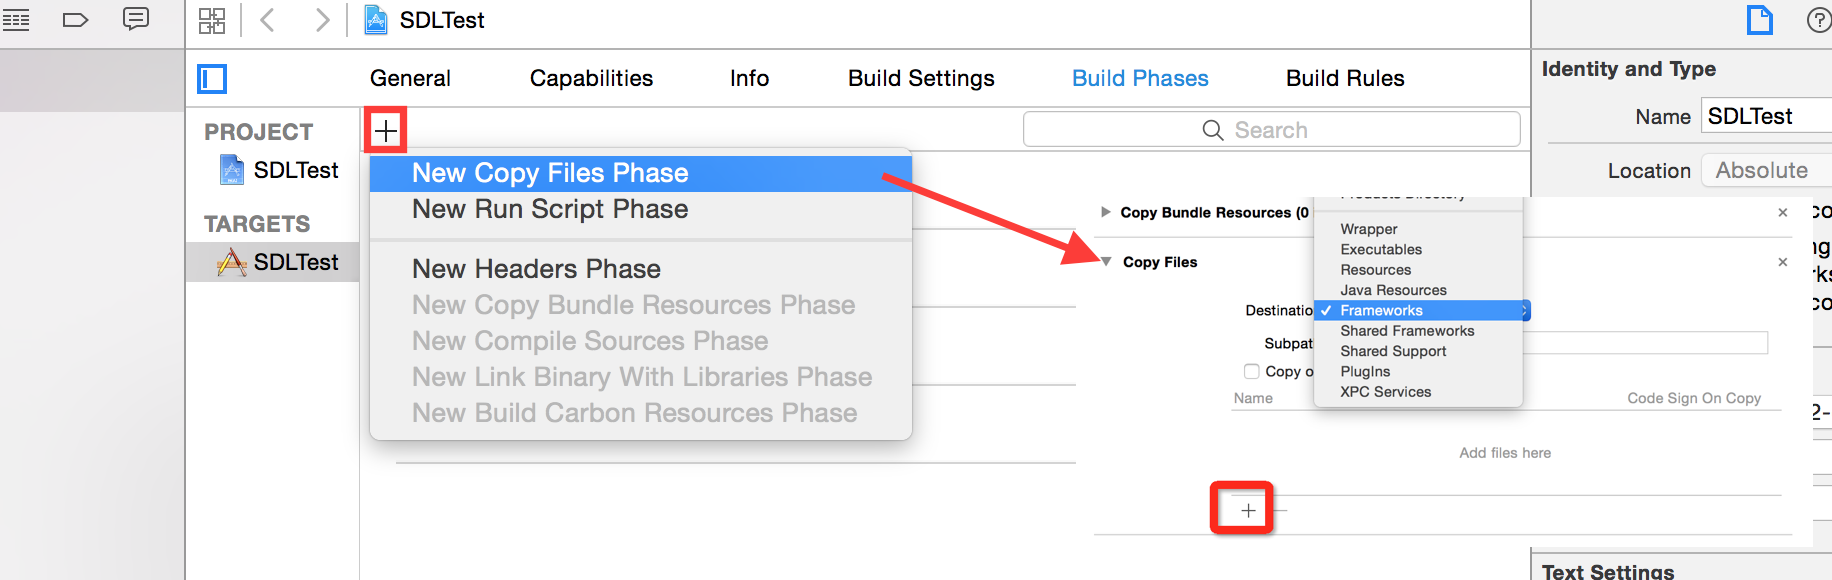 SDLTest
General Capabilities Info Build Settings Build Phases Build Rules
Identity and Type
PROJECT
Search
Name SDLTest
SDLTest
Location Absolute
TARGETS
SDLTest
New Copy Files Phase
New Run Script Phase
New Headers Phase
New Copy Bundle Resources Phase
New Compile Sources Phase
New Link Binary With Libraries Phase
New Build Carbon Resources Phase
Products Directory
Copy Bundle Resources (0
Wrapper
Executables
Copy Files
Resources
Java Resources
Destinatio
Frameworks
Shared Frameworks
Subpat
Shared Support
Copy o
PlugIns
XPC Services
Name Code Sign On Copy
Add files here
Text Settings